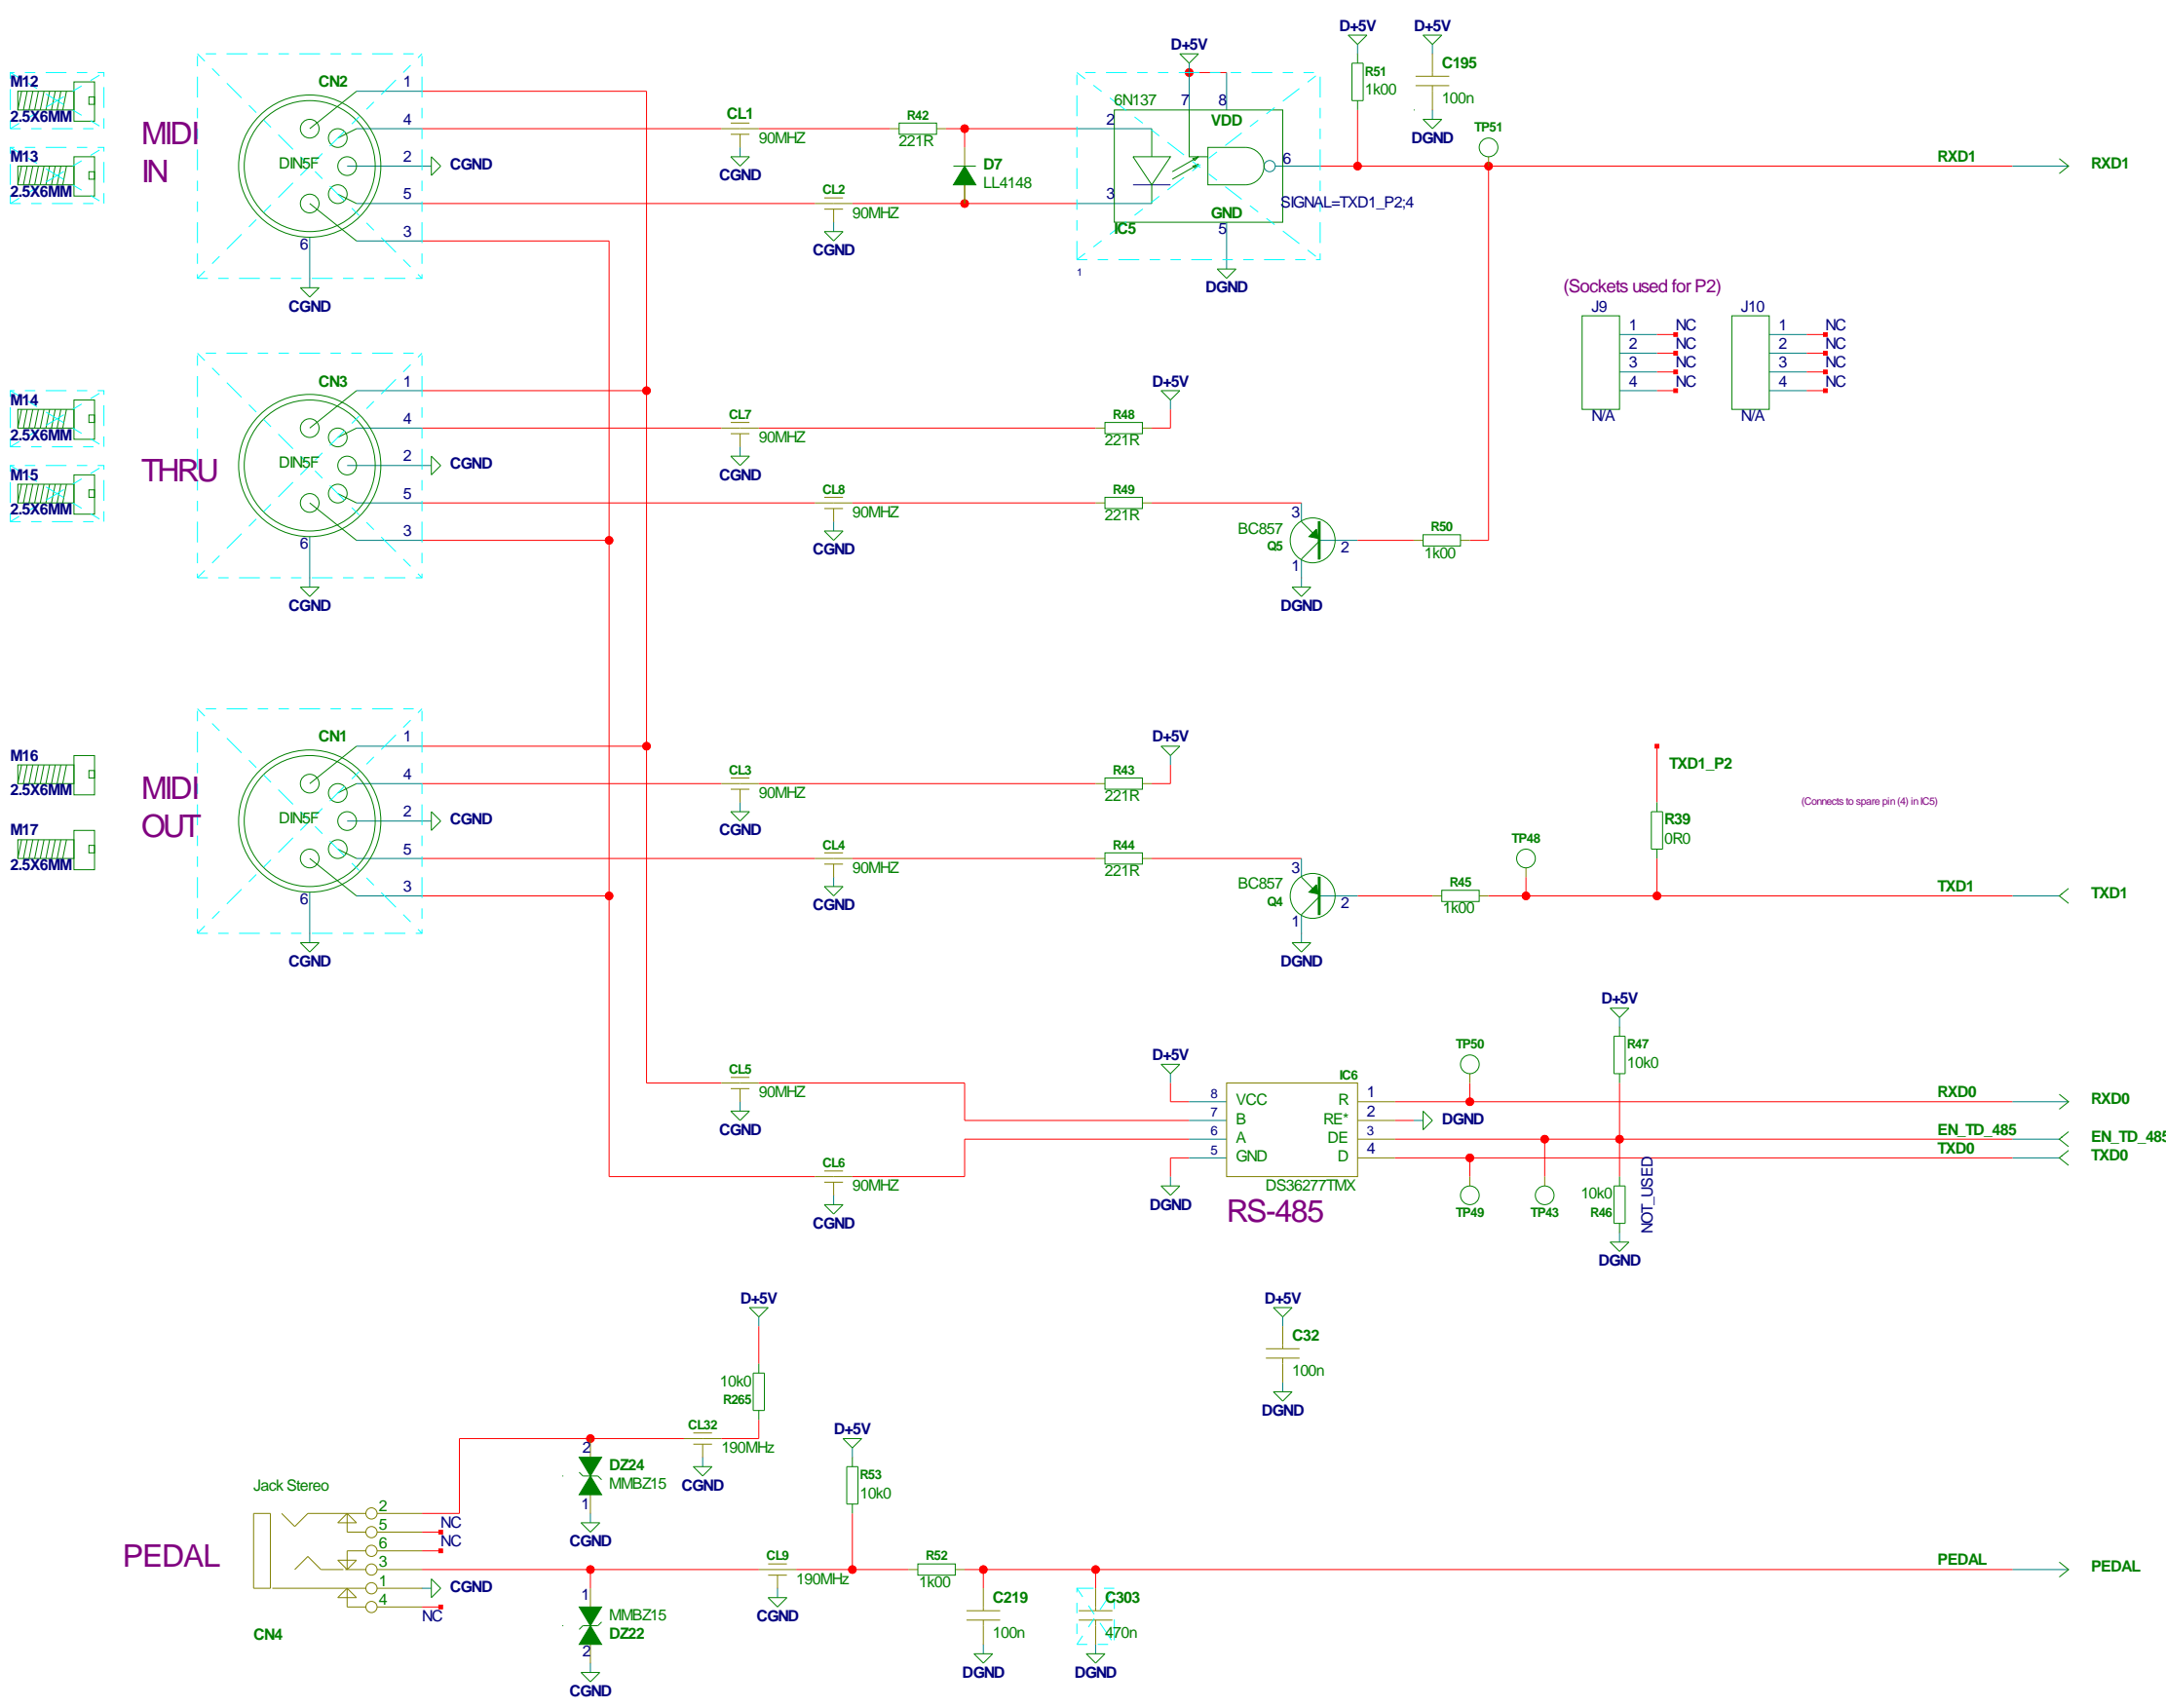 M12
2.5X6MM
M13
2.5X6MM
MIDI
IN
CN2
DIN5F
1
4
2
5
3
6
CGND
CGND
CL1
90MHZ
CGND
CL2
90MHZ
CGND
R42
221R
D7
LL4148
D+5V
6N137
7
8
VDD
2
3
6
GND
5
IC5
1
DGND
SIGNAL=TXD1_P2;4
D+5V
R51
1k00
D+5V
C195
100n
DGND
TP51
RXD1
RXD1
(Sockets used for P2)
J9
1 NC
2 NC
3 NC
4 NC
N/A
J10
1 NC
2 NC
3 NC
4 NC
N/A
M14
2.5X6MM
M15
2.5X6MM
THRU
CN3
DIN5F
1
4
2
5
3
6
CGND
CGND
CL7
90MHZ
CGND
CL8
90MHZ
CGND
D+5V
R48
221R
R49
221R
BC857
Q5
3
2
1
DGND
R50
1k00
M16
2.5X6MM
M17
2.5X6MM
MIDI
OUT
CN1
DIN5F
1
4
2
5
3
6
CGND
CGND
CL3
90MHZ
CGND
CL4
90MHZ
CGND
D+5V
R43
221R
R44
221R
BC857
Q4
3
2
1
DGND
R45
1k00
TP48
TXD1_P2
R39
0R0
(Connects to spare pin (4) in IC5)
TXD1
TXD1
CL5
90MHZ
CGND
CL6
90MHZ
CGND
D+5V
DGND
IC6
8 VCC
7 B
6 A
5 GND
R 1
RE* 2
DE 3
D 4
DS36277TMX
RS-485
DGND
TP50
TP49
TP43
D+5V
R47
10k0
10k0
R46
NOT_USED
DGND
RXD0
RXD0
EN_TD_485
EN_TD_485
TXD0
TXD0
D+5V
10k0
R265
CL32
190MHz
CGND
D+5V
C32
100n
DGND
2
DZ24
MMBZ15
1
CGND
D+5V
R53
10k0
Jack Stereo
PEDAL
2
5
6
3
1
4
NC
NC
NC
CGND
CN4
1
MMBZ15
DZ22
2
CGND
CL9
190MHz
CGND
R52
1k00
C219
100n
DGND
C303
470n
DGND
PEDAL
PEDAL